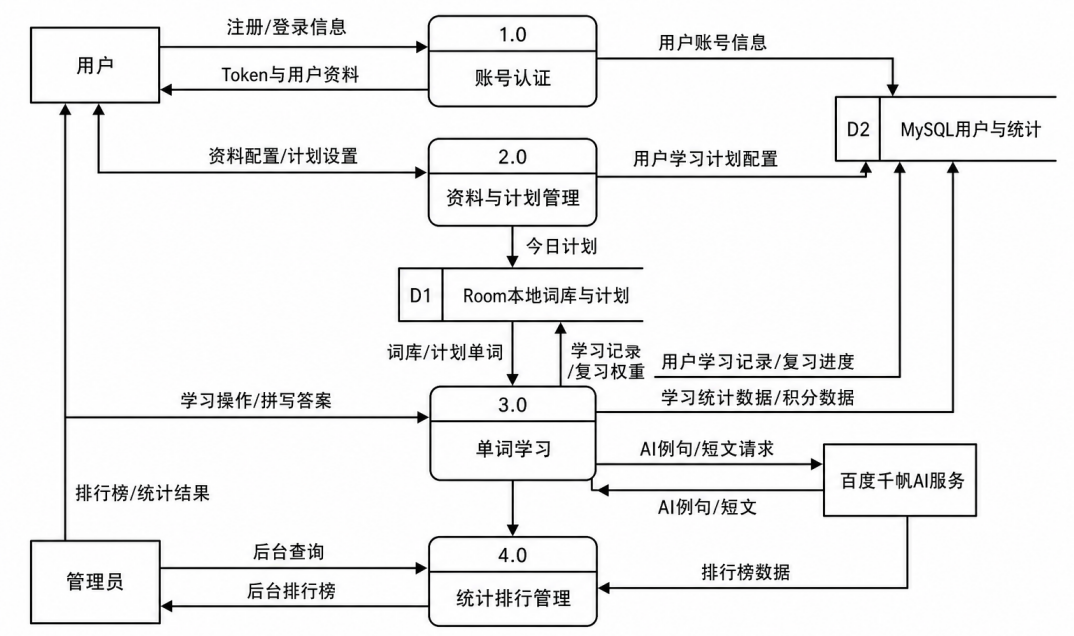 注册/登录信息
1.0
用户账号信息
用户
Token与用户资料
账号认证
D2
MySQL用户与统计
资料配置/计划设置
2.0
用户学习计划配置
资料与计划管理
今日计划
D1
Room本地词库与计划
词库/计划单词
学习记录
/复习权重
用户学习记录/复习进度
学习操作/拼写答案
3.0
学习统计数据/积分数据
单词学习
AI例句/短文请求
百度千帆AI服务
排行榜/统计结果
AI例句/短文
后台查询
4.0
管理员
后台排行榜
统计排行管理
排行榜数据